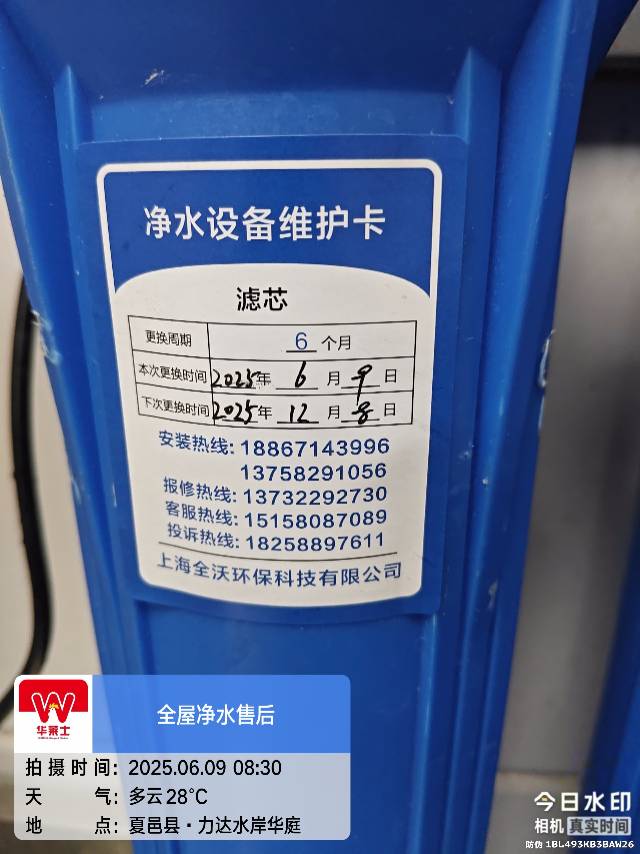 净水设备维护卡
滤芯
更换周期 6 个月
本次更换时间 2025年 6 月 9 日
下次更换时间 2025年 12 月 8 日
安装热线: 18867143996
13758291056
报修热线: 13732292730
客服热线: 15158087089
投诉热线: 18258897611
上海全沃环保科技有限公司
华莱士
全屋净水售后
拍摄时间: 2025.06.09 08:30
天气: 多云 28℃
地点: 夏邑县·力达水岸华庭
今日水印
相机 真实时间
防伪 1BL493KB3BAW26